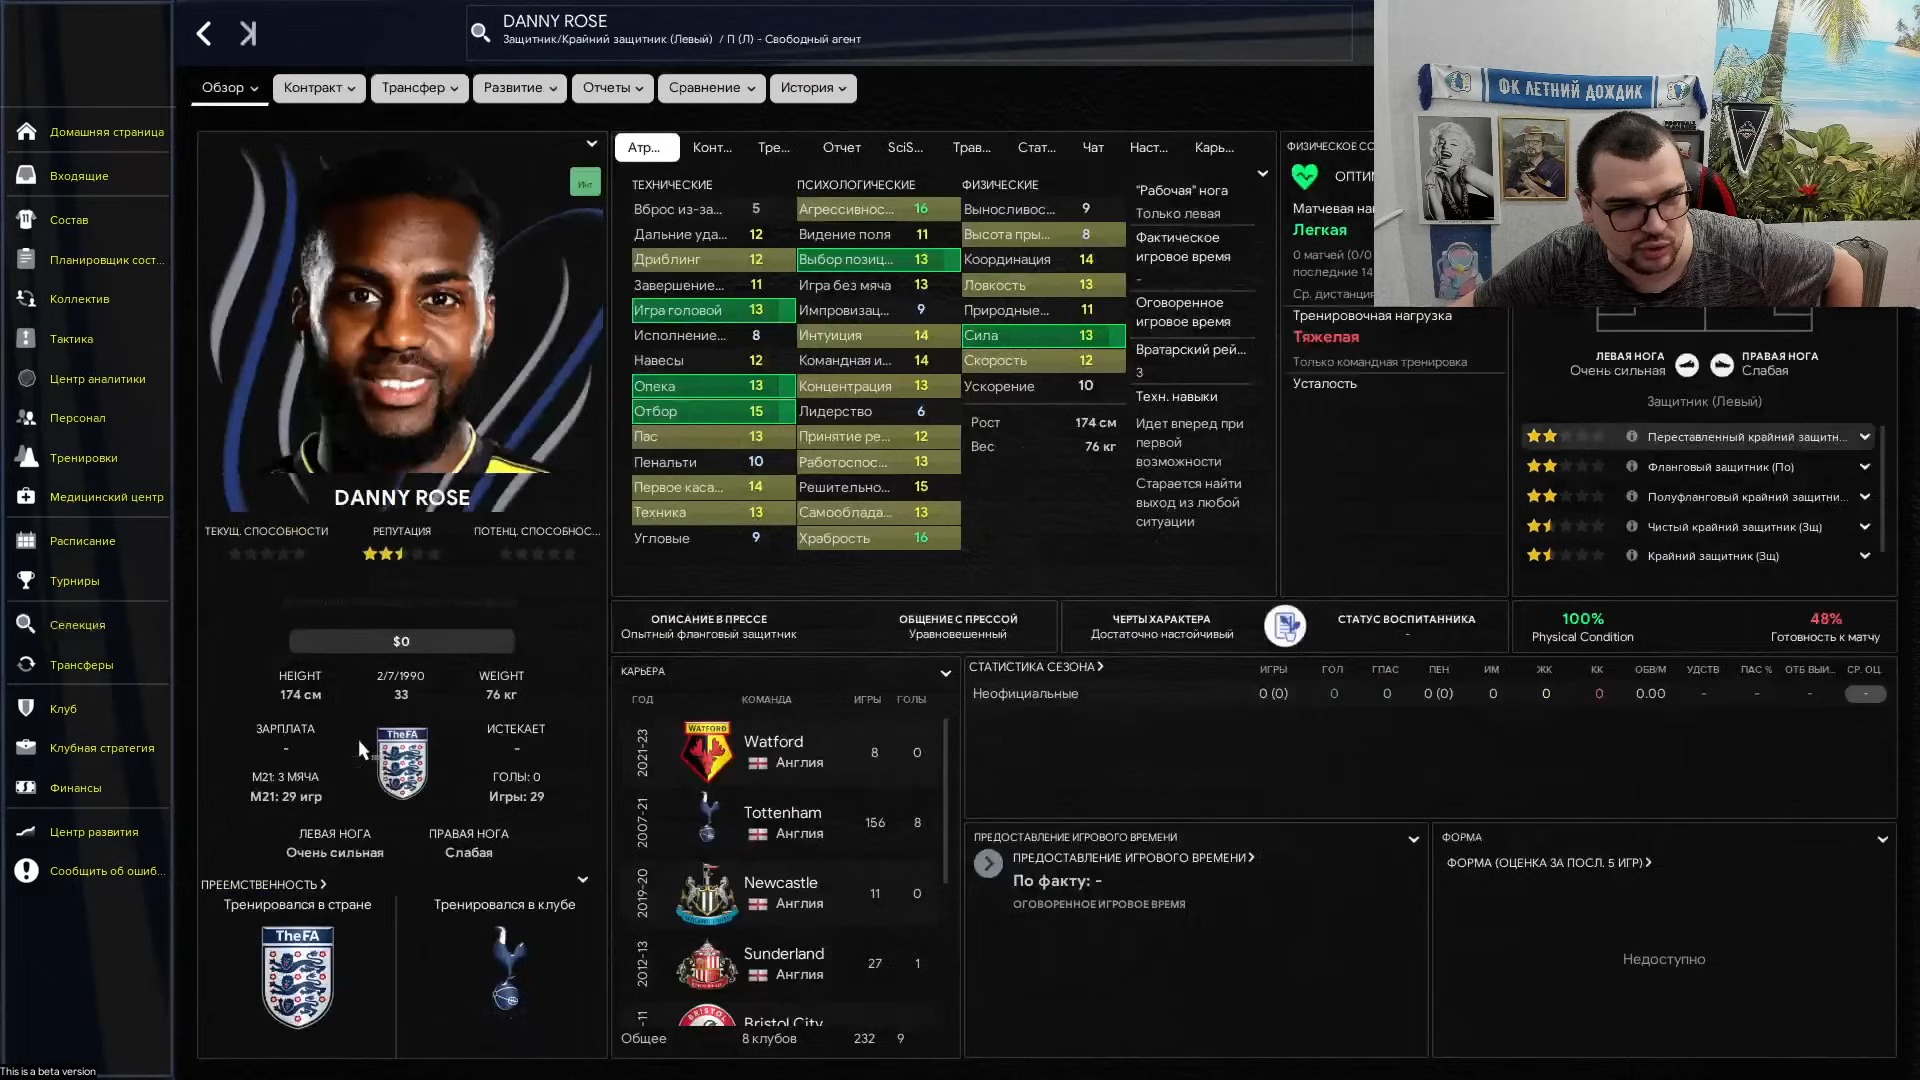 DANNY ROSE
Защитник/Крайний защитник (Левый) / П (Л) - Свободный агент
Обзор
Контракт
Трансфер
Развитие
Отчеты
Сравнение
История
Домашняя страница
Входящие
Состав
Планировщик сост...
Коллектив
Тактика
Центр аналитики
Персонал
Тренировки
Медицинский центр
Расписание
Турниры
Селекция
Трансферы
Клуб
Клубная стратегия
Финансы
Центр развития
Сообщить об ошиб...
This is a beta version
Инт
DANNY ROSE
ТЕКУЩ. СПОСОБНОСТИ
РЕПУТАЦИЯ
ПОТЕНЦ. СПОСОБНОС...
$0
HEIGHT
174 см
2/7/1990
33
WEIGHT
76 кг
ЗАРПЛАТА
-
TheFA
ИСТЕКАЕТ
-
М21: 3 МЯЧА
М21: 29 игр
ГОЛЫ: 0
Игры: 29
ЛЕВАЯ НОГА
Очень сильная
ПРАВАЯ НОГА
Слабая
ПРЕЕМСТВЕННОСТЬ
Тренировался в стране
Тренировался в клубе
TheFA
Атр...
Конт...
Тре...
Отчет
SciS...
Трав...
Стат...
Чат
Наст...
Карь...
ТЕХНИЧЕСКИЕ
Вброс из-за... 5
Дальние уда... 12
Дриблинг 12
Завершение... 11
Игра головой 13
Исполнение... 8
Навесы 12
Опека 13
Отбор 15
Пас 13
Пенальти 10
Первое каса... 14
Техника 13
Угловые 9
ПСИХОЛОГИЧЕСКИЕ
Агрессивнос... 16
Видение поля 11
Выбор позиц... 13
Игра без мяча 13
Импровизац... 9
Интуиция 14
Командная и... 14
Концентрация 13
Лидерство 6
Принятие ре... 12
Работоспос... 13
Решительно... 15
Самооблада... 13
Храбрость 16
ФИЗИЧЕСКИЕ
Выносливос... 9
Высота пры... 8
Координация 14
Ловкость 13
Природные... 11
Сила 13
Скорость 12
Ускорение 10
Рост 174 см
Вес 76 кг
"Рабочая" нога
Только левая
Фактическое
игровое время
-
Оговоренное
игровое время
Вратарский рей...
3
Техн. навыки
Идет вперед при
первой
возможности
Старается найти
выход из любой
ситуации
ФИЗИЧЕСКОЕ СО
ОПТИМ
Матчевая на
Легкая
0 матчей (0/0
последние 14
Ср. дистанция
Тренировочная нагрузка
Тяжелая
Только командная тренировка
Усталость
ФК ЛЕТНИЙ ДОЖДИК
ЛЕВАЯ НОГА
Очень сильная
ПРАВАЯ НОГА
Слабая
Защитник (Левый)
Переставленный крайний защитн...
Фланговый защитник (По)
Полуфланговый крайний защитни...
Чистый крайний защитник (Зщ)
Крайний защитник (Зщ)
ОПИСАНИЕ В ПРЕССЕ
Опытный фланговый защитник
ОБЩЕНИЕ С ПРЕССОЙ
Уравновешенный
ЧЕРТЫ ХАРАКТЕРА
Достаточно настойчивый
СТАТУС ВОСПИТАННИКА
-
100%
Physical Condition
48%
Готовность к матчу
КАРЬЕРА
ГОД КОМАНДА ИГРЫ ГОЛЫ
2021-23 WATFORD Watford 8 0
Англия
2007-21 Tottenham 156 8
Англия
2019-20 Newcastle 11 0
Англия
2012-13 Sunderland 27 1
Англия
-11 BRISTOL Bristol City
Общее 8 клубов 232 9
СТАТИСТИКА СЕЗОНА
ИГРЫ ГОЛ ГПАС ПЕН ИМ ЖК КК ОБВ/М УДСТВ ПАС % ОТБ ВЫИ... СР. ОЦ.
Неофициальные 0 (0) 0 0 0 (0) 0 0 0 0.00 - - - -
ПРЕДОСТАВЛЕНИЕ ИГРОВОГО ВРЕМЕНИ
ПРЕДОСТАВЛЕНИЕ ИГРОВОГО ВРЕМЕНИ
По факту: -
ОГОВОРЕННОЕ ИГРОВОЕ ВРЕМЯ
ФОРМА
ФОРМА (ОЦЕНКА ЗА ПОСЛ. 5 ИГР)
Недоступно